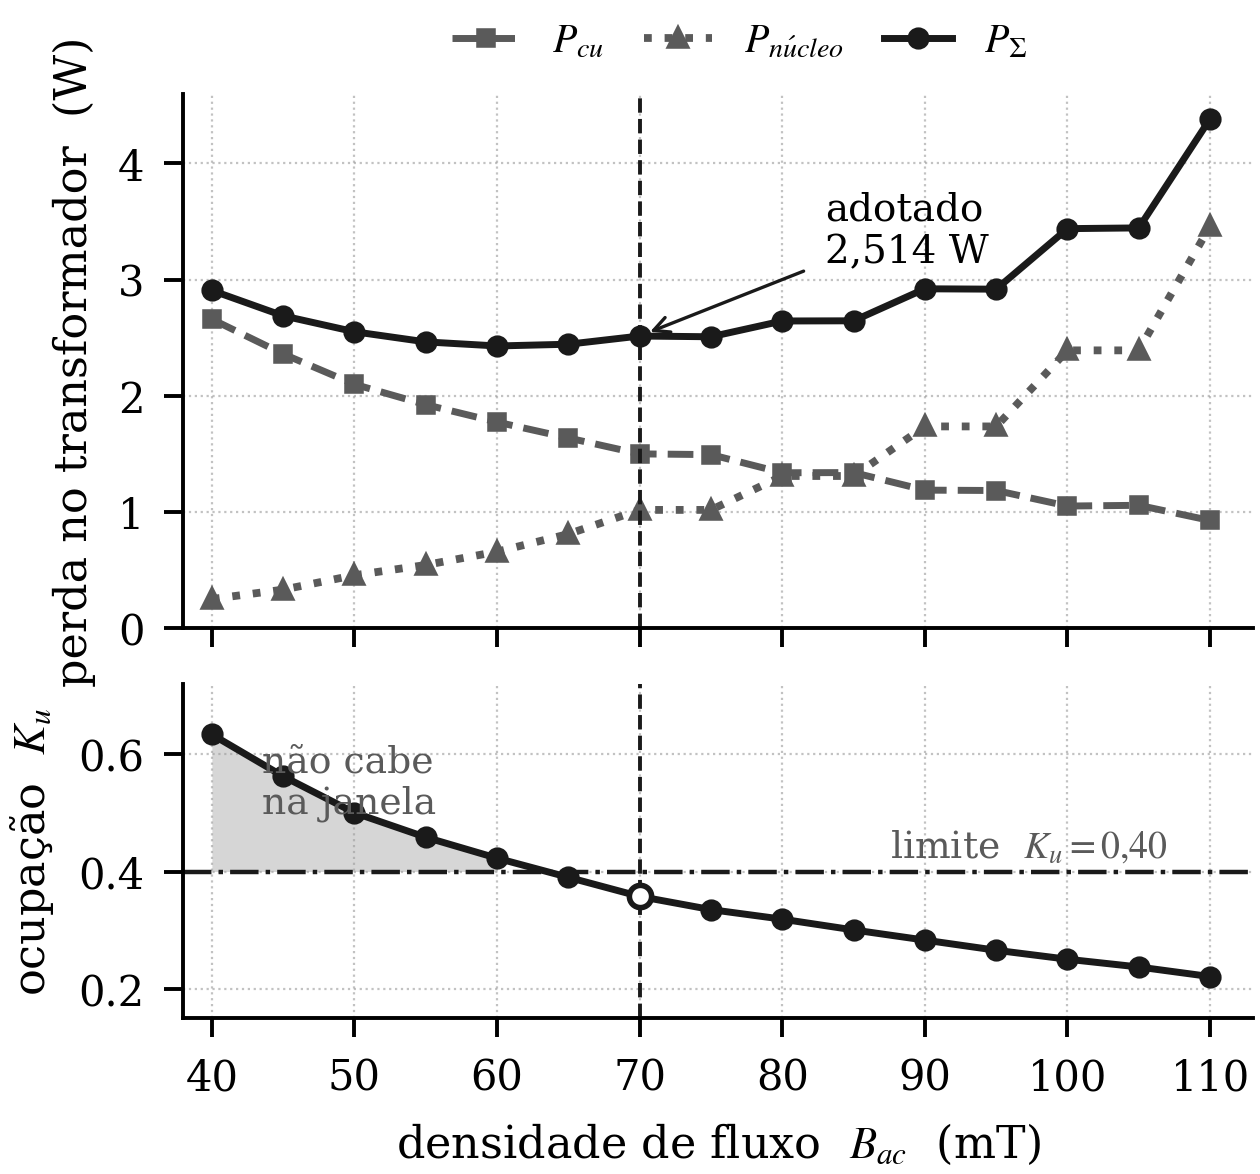 P_cu P_núcleo P_Σ
perda no transformador (W)
4
3
2
1
0
adotado
2,514 W
ocupação K_u
0.6
0.4
0.2
não cabe
na janela
limite K_u = 0,40
40 50 60 70 80 90 100 110
densidade de fluxo B_ac (mT)